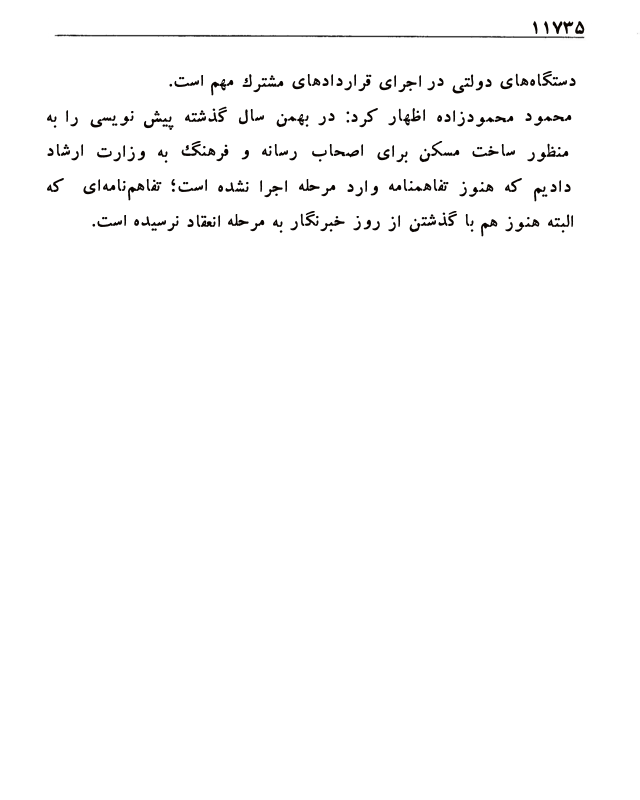 ۱۱۷۳۵
دستگاه‌های دولتی در اجرای قراردادهای مشترك مهم است.
محمود محمودزاده اظهار کرد: در بهمن سال گذشته پیش نویسی را به
منظور ساخت مسکن برای اصحاب رسانه و فرهنگ به وزارت ارشاد
دادیم که هنوز تفاهمنامه وارد مرحله اجرا نشده است؛ تفاهم‌نامه‌ای که
البته هنوز هم با گذشتن از روز خبرنگار به مرحله انعقاد نرسیده است.